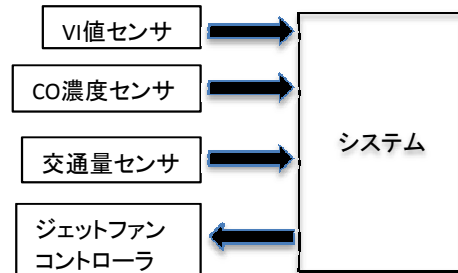 VI値センサ
CO濃度センサ
交通量センサ
ジェットファン
コントローラ
システム